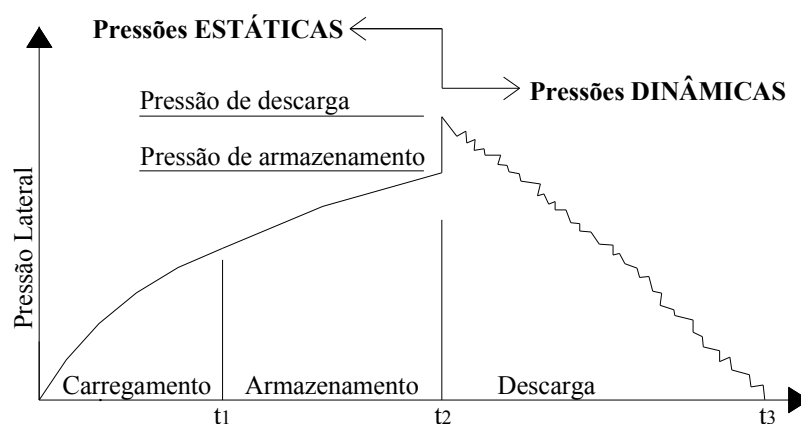 Pressões ESTÁTICAS
Pressões DINÂMICAS
Pressão de descarga
Pressão de armazenamento
Pressão Lateral
Carregamento
Armazenamento
Descarga
t1
t2
t3